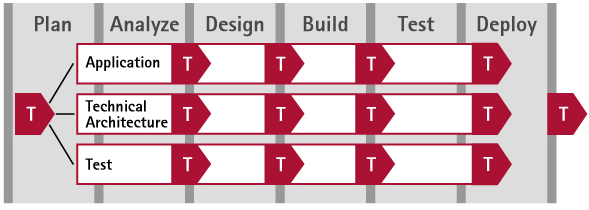 Plan Analyze Design Build Test Deploy
Application T T T T
T Technical Architecture T T T T T
Test T T T T